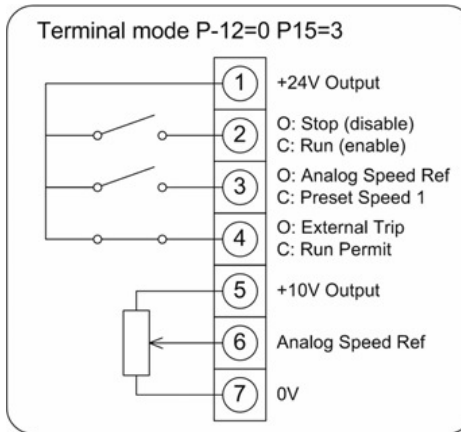 Terminal mode P-12=0 P15=3
1 +24V Output
2 O: Stop (disable)
C: Run (enable)
3 O: Analog Speed Ref
C: Preset Speed 1
4 O: External Trip
C: Run Permit
5 +10V Output
6 Analog Speed Ref
7 0V